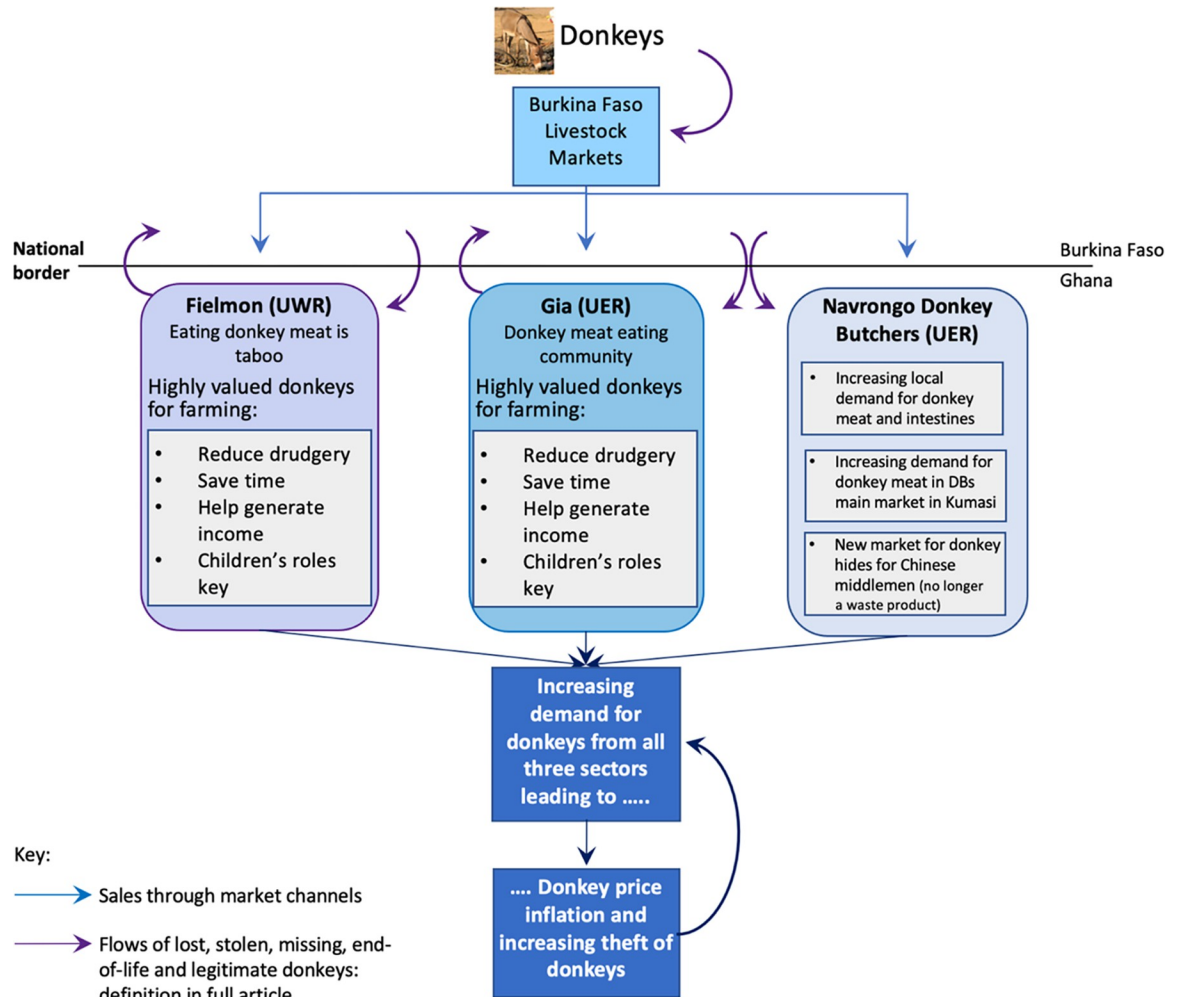 Donkeys
Burkina Faso
Livestock
Markets
National
border
Burkina Faso
Ghana
Fielmon (UWR)
Eating donkey meat is
taboo
Highly valued donkeys
for farming:
• Reduce drudgery
• Save time
• Help generate
income
• Children's roles
key
Gia (UER)
Donkey meat eating
community
Highly valued donkeys
for farming:
• Reduce drudgery
• Save time
• Help generate
income
• Children's roles
key
Navrongo Donkey
Butchers (UER)
• Increasing local
demand for donkey
meat and intestines
• Increasing demand for
donkey meat in DBs
main market in Kumasi
• New market for donkey
hides for Chinese
middlemen (no longer
a waste product)
Increasing
demand for
donkeys from all
three sectors
leading to .....
.... Donkey price
inflation and
increasing theft of
donkeys
Key:
Sales through market channels
Flows of lost, stolen, missing, end-
of-life and legitimate donkeys:
definition in full article